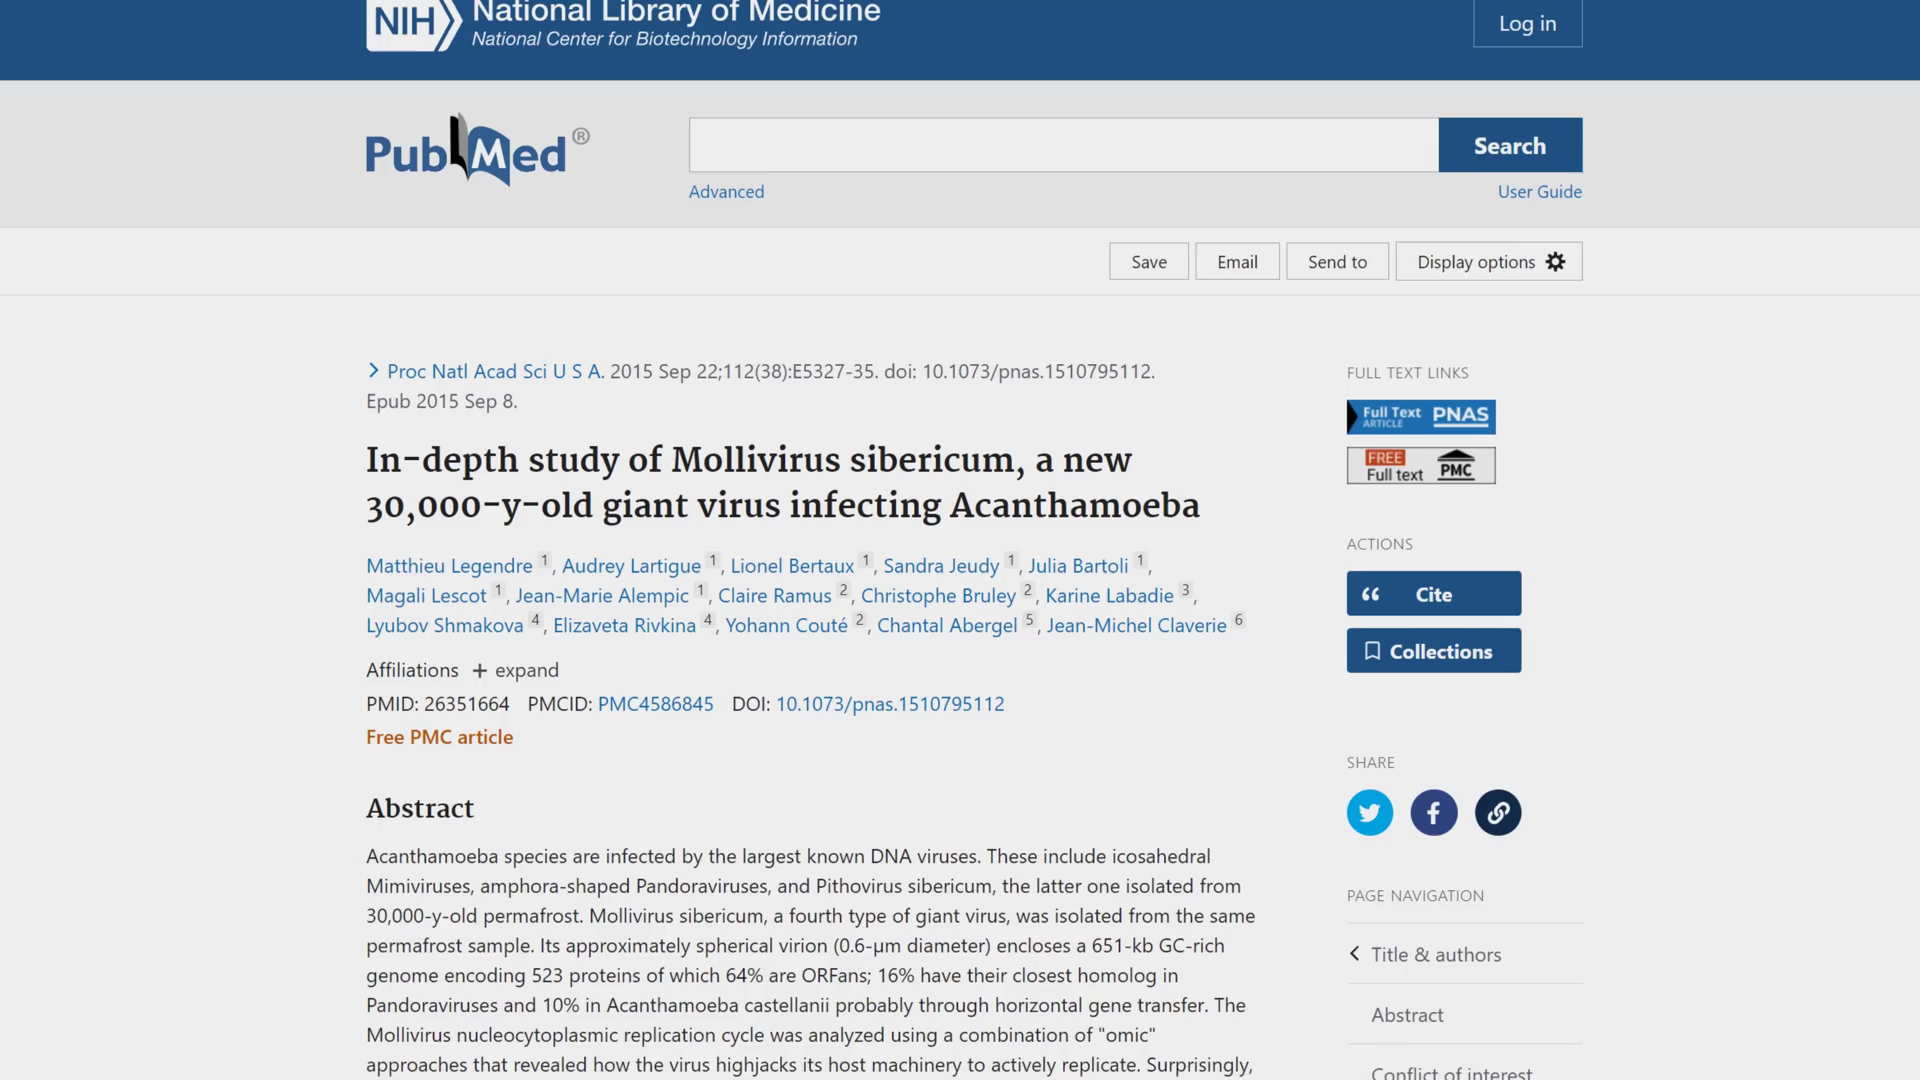 NIH National Library of Medicine
National Center for Biotechnology Information
Log in
PubMed®
Search
Advanced
User Guide
Save
Email
Send to
Display options
Proc Natl Acad Sci U S A. 2015 Sep 22;112(38):E5327-35. doi: 10.1073/pnas.1510795112.
Epub 2015 Sep 8.
In-depth study of Mollivirus sibericum, a new
30,000-y-old giant virus infecting Acanthamoeba
Matthieu Legendre 1, Audrey Lartigue 1, Lionel Bertaux 1, Sandra Jeudy 1, Julia Bartoli 1,
Magali Lescot 1, Jean-Marie Alempic 1, Claire Ramus 2, Christophe Bruley 2, Karine Labadie 3,
Lyubov Shmakova 4, Elizaveta Rivkina 4, Yohann Couté 2, Chantal Abergel 5, Jean-Michel Claverie 6
Affiliations + expand
PMID: 26351664 PMCID: PMC4586845 DOI: 10.1073/pnas.1510795112
Free PMC article
Abstract
Acanthamoeba species are infected by the largest known DNA viruses. These include icosahedral
Mimiviruses, amphora-shaped Pandoraviruses, and Pithovirus sibericum, the latter one isolated from
30,000-y-old permafrost. Mollivirus sibericum, a fourth type of giant virus, was isolated from the same
permafrost sample. Its approximately spherical virion (0.6-µm diameter) encloses a 651-kb GC-rich
genome encoding 523 proteins of which 64% are ORFans; 16% have their closest homolog in
Pandoraviruses and 10% in Acanthamoeba castellanii probably through horizontal gene transfer. The
Mollivirus nucleocytoplasmic replication cycle was analyzed using a combination of "omic"
approaches that revealed how the virus highjacks its host machinery to actively replicate. Surprisingly,
FULL TEXT LINKS
Full Text
ARTICLE
PNAS
FREE
Full text
PMC
ACTIONS
Cite
Collections
SHARE
PAGE NAVIGATION
Title & authors
Abstract
Conflict of interest